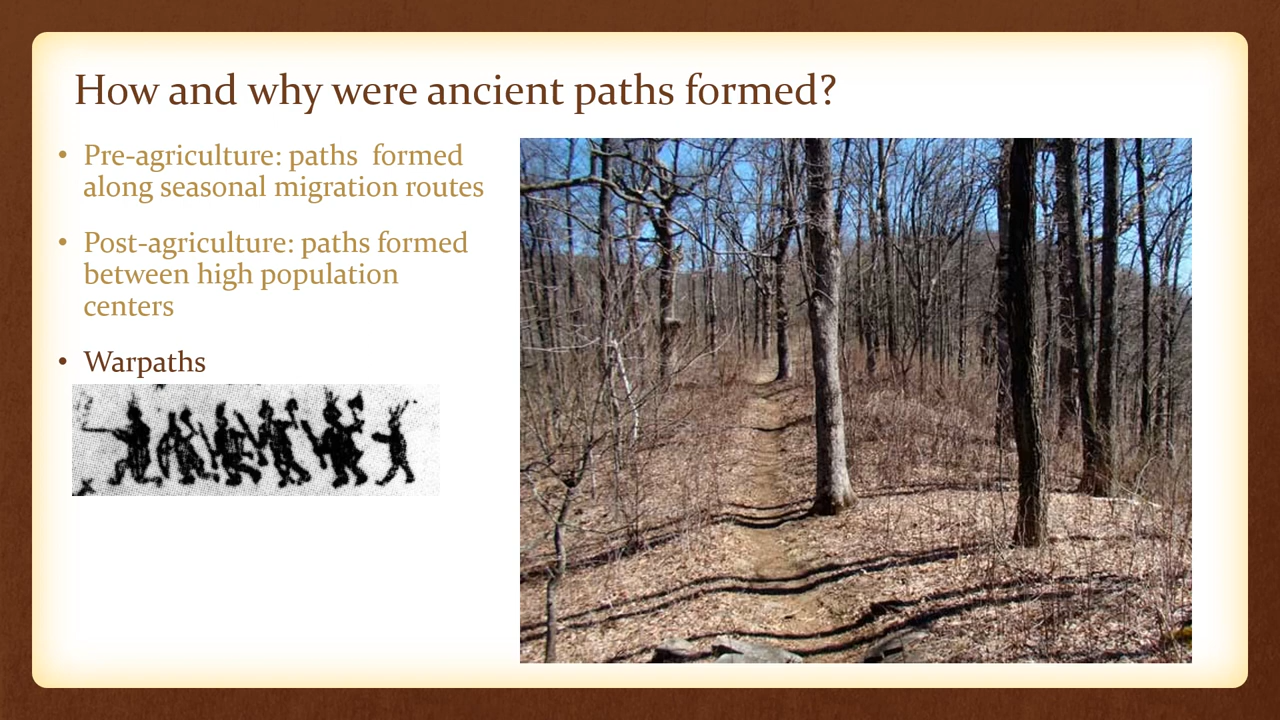 How and why were ancient paths formed?
• Pre-agriculture: paths  formed
along seasonal migration routes
• Post-agriculture: paths formed
between high population
centers
• Warpaths